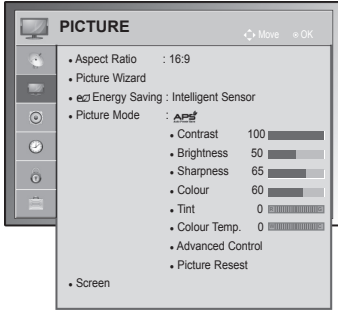 PICTURE
Move OK
• Aspect Ratio : 16:9
• Picture Wizard
• Energy Saving : Intelligent Sensor
• Picture Mode : APS
• Contrast 100
• Brightness 50
• Sharpness 65
• Colour 60
• Tint 0
• Colour Temp. 0
• Advanced Control
• Picture Resest
• Screen